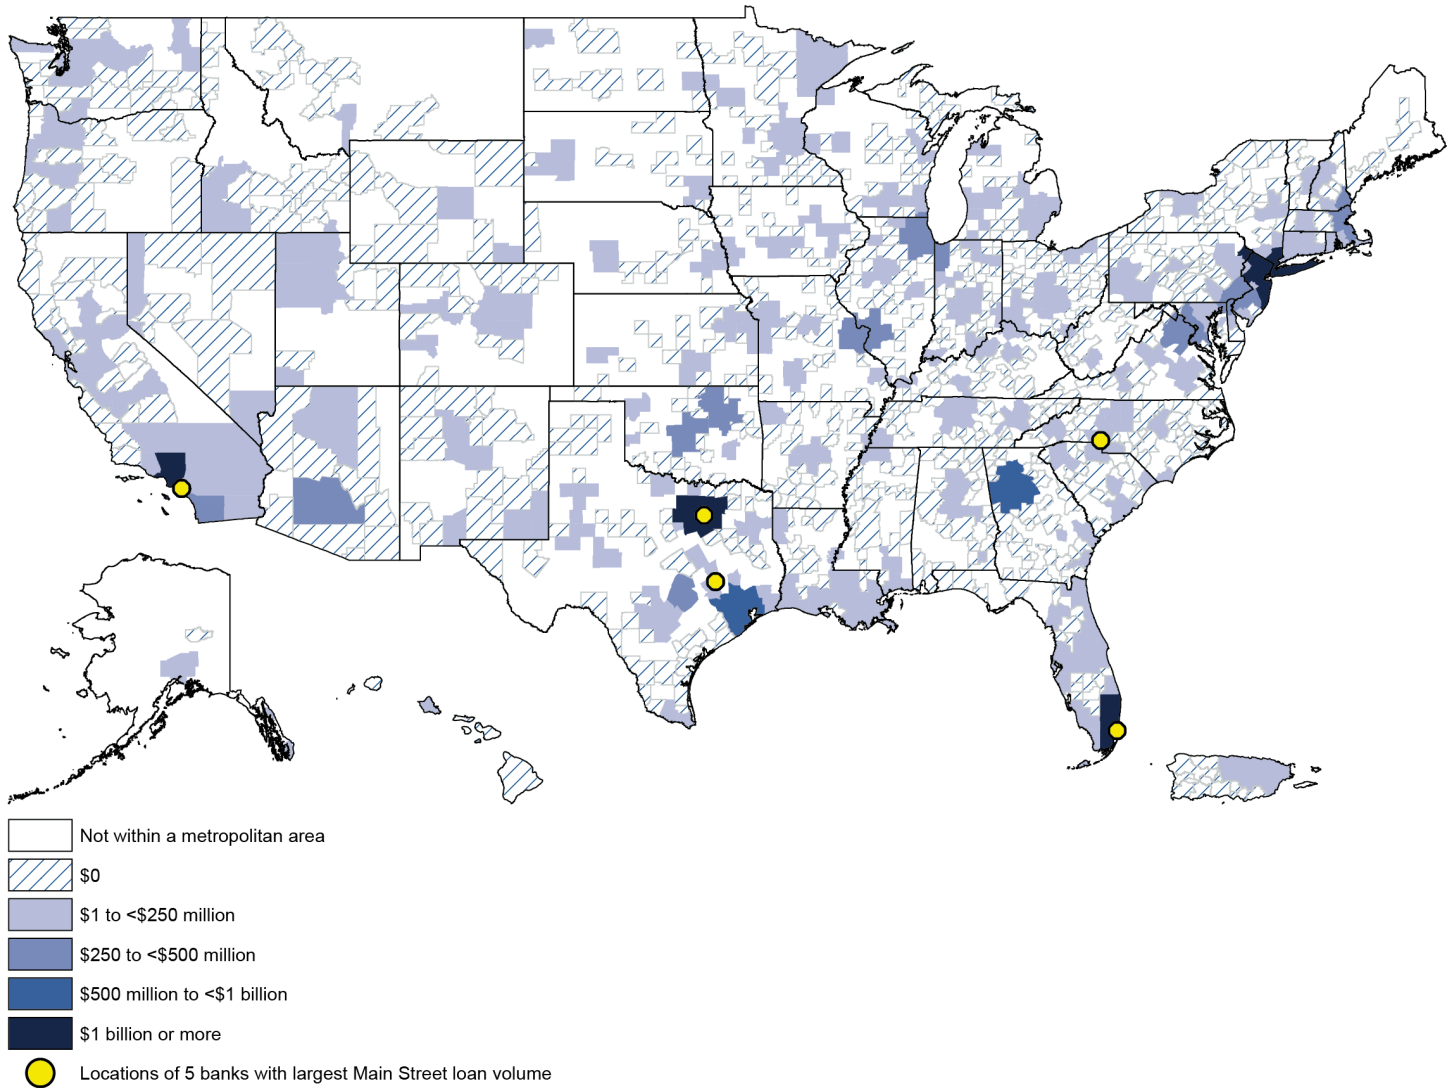 Not within a metropolitan area
$0
$1 to <$250 million
$250 to <$500 million
$500 million to <$1 billion
$1 billion or more
Locations of 5 banks with largest Main Street loan volume